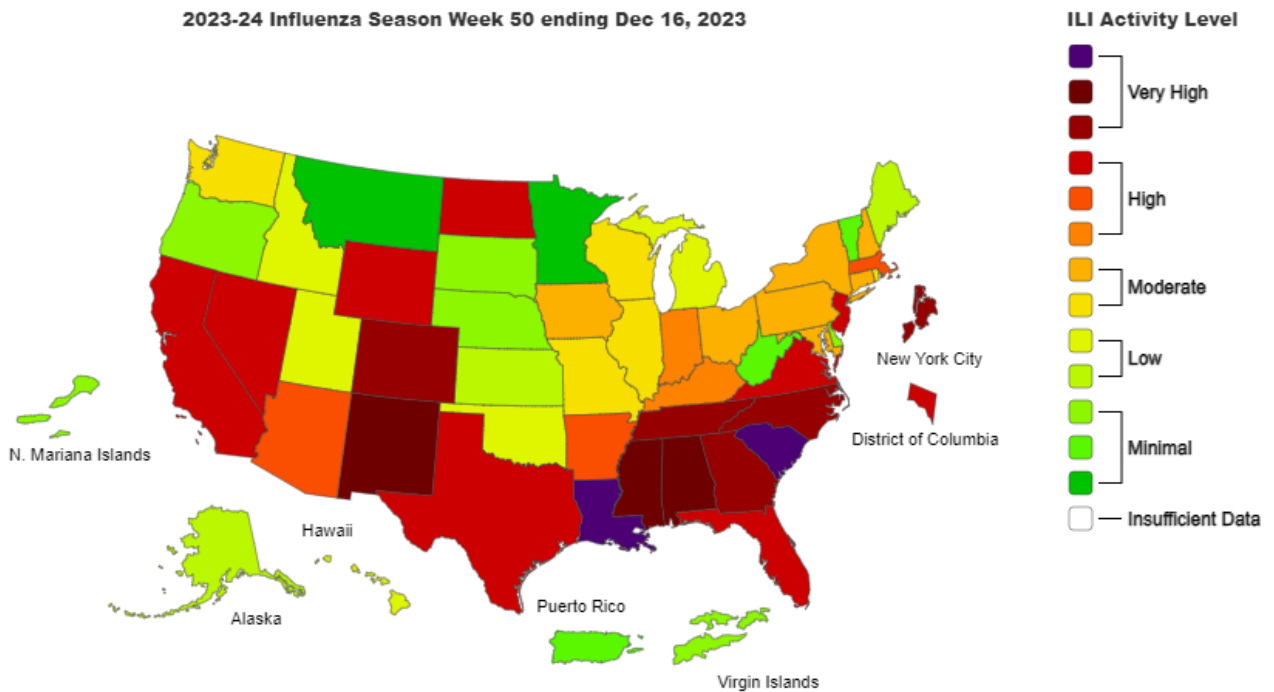 2023-24 Influenza Season Week 50 ending Dec 16, 2023
ILI Activity Level
Very High
High
Moderate
Low
Minimal
Insufficient Data
New York City
District of Columbia
N. Mariana Islands
Hawaii
Alaska
Puerto Rico
Virgin Islands